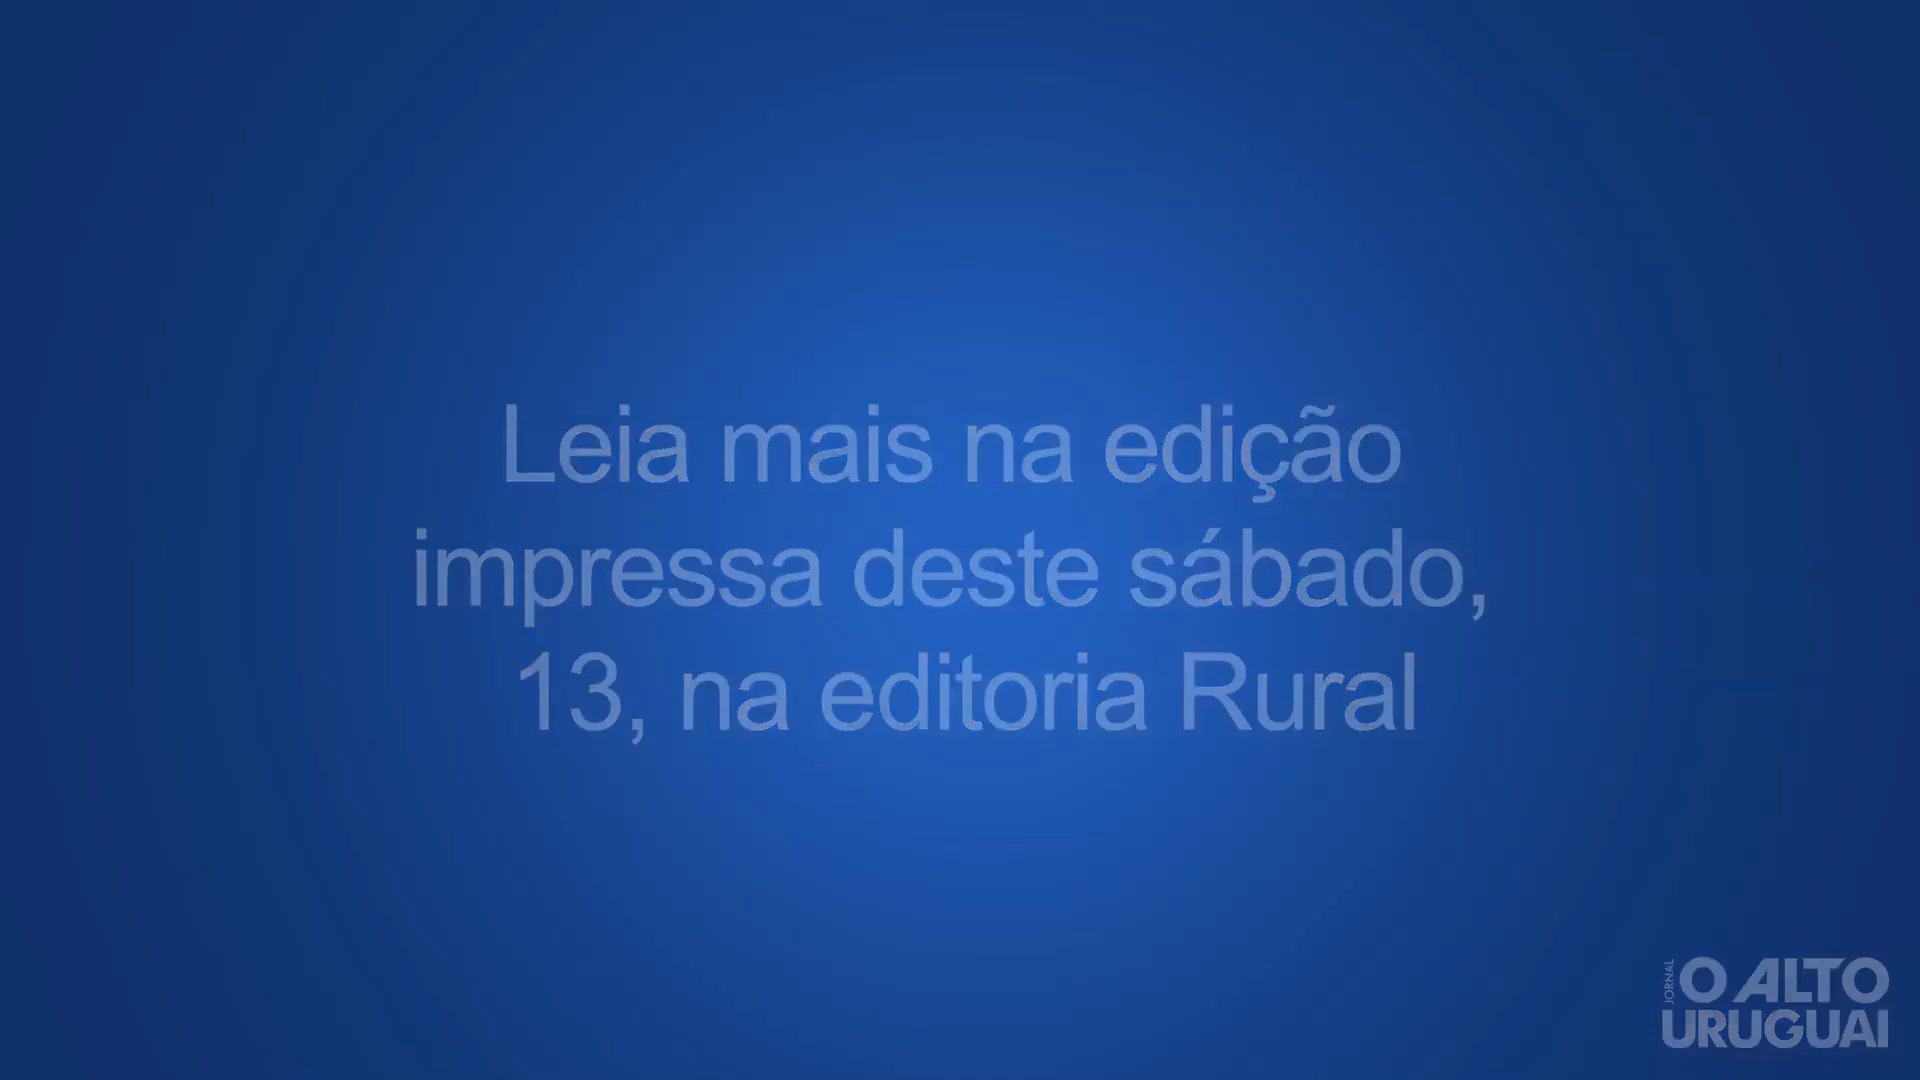 Leia mais na edição
impressa deste sábado,
13, na editoria Rural
JORNAL
O ALTO
URUGUAI